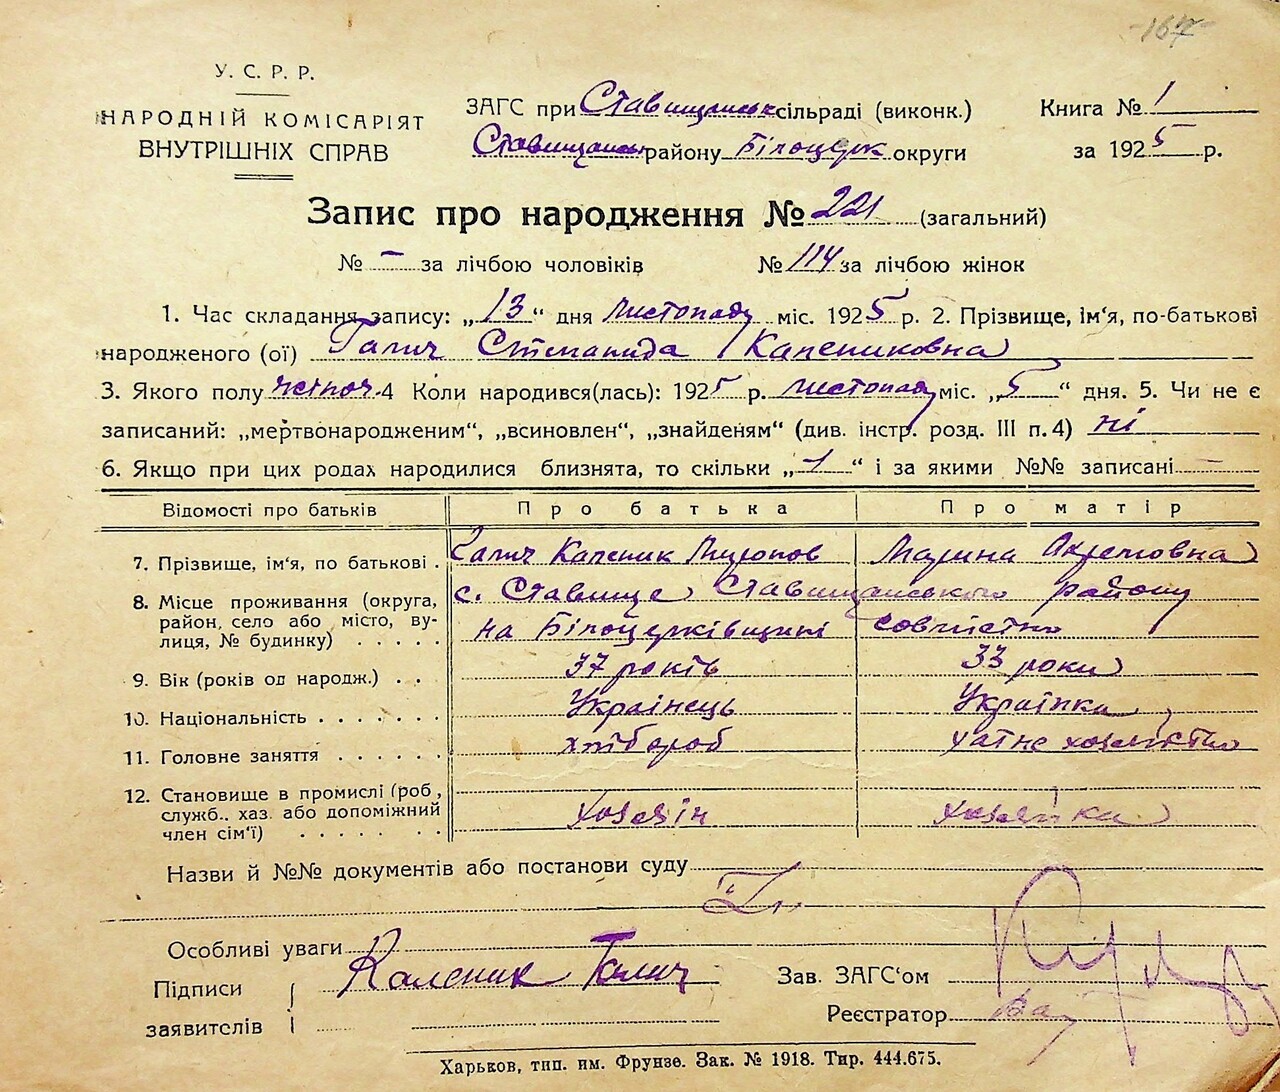 -167-
У. С. Р. Р.
НАРОДНІЙ КОМІСАРІЯТ
ВНУТРІШНІХ СПРАВ
ЗАГС при Ставищанськ сільраді (виконк.)
Ставищанськ району Білоцерк округи
Книга № 1
за 1925 р.
Запис про народження № 221 (загальний)
№ - за лічбою чоловіків № 114 за лічбою жінок
1. Час складання запису: „13“ дня листопаду міс. 1925 р. 2. Прізвище, ім‘я, по-батькові
народженого (ої) Галич Степанида Калениковна
3. Якого полу жіноч. 4 Коли народився(лась): 1925 р. листопаду міс. „5“ дня. 5. Чи не є
записаний: „мертвонародженим“, „всиновлен“, „знайденям“ (див. інстр. розд. III п. 4) ні
6. Якщо при цих родах народилися близнята, то скільки „1“ і за якими №№ записані -
Відомості про батьків Про батька Про матір
7. Прізвище, ім‘я, по батькові . Галич Каленик Миронов Марина Охремовна
8. Місце проживання (округа, район, село або місто, вулиця, № будинку) . . . . . с. Ставище Ставищанського району
на Білоцерківщині совместно
9. Вік (років од народж.) . . . 37 років 33 роки
10. Національність . . . . . . . Українець Українка
11. Головне заняття . . . . . . хлібороб хатнє хозяйство
12. Становище в промислі (роб, служб.. хаз. або допоміжний член сім‘ї) . . . . . . . Хозяїн Хозяйка
Назви й №№ документів або постанови суду
Особливі уваги
Підписи Каленик Галич
заявителів
Зав. ЗАГС‘ом
Реєстратор
Харьков, тип. им. Фрунзе. Зак. № 1918. Тир. 444.675.